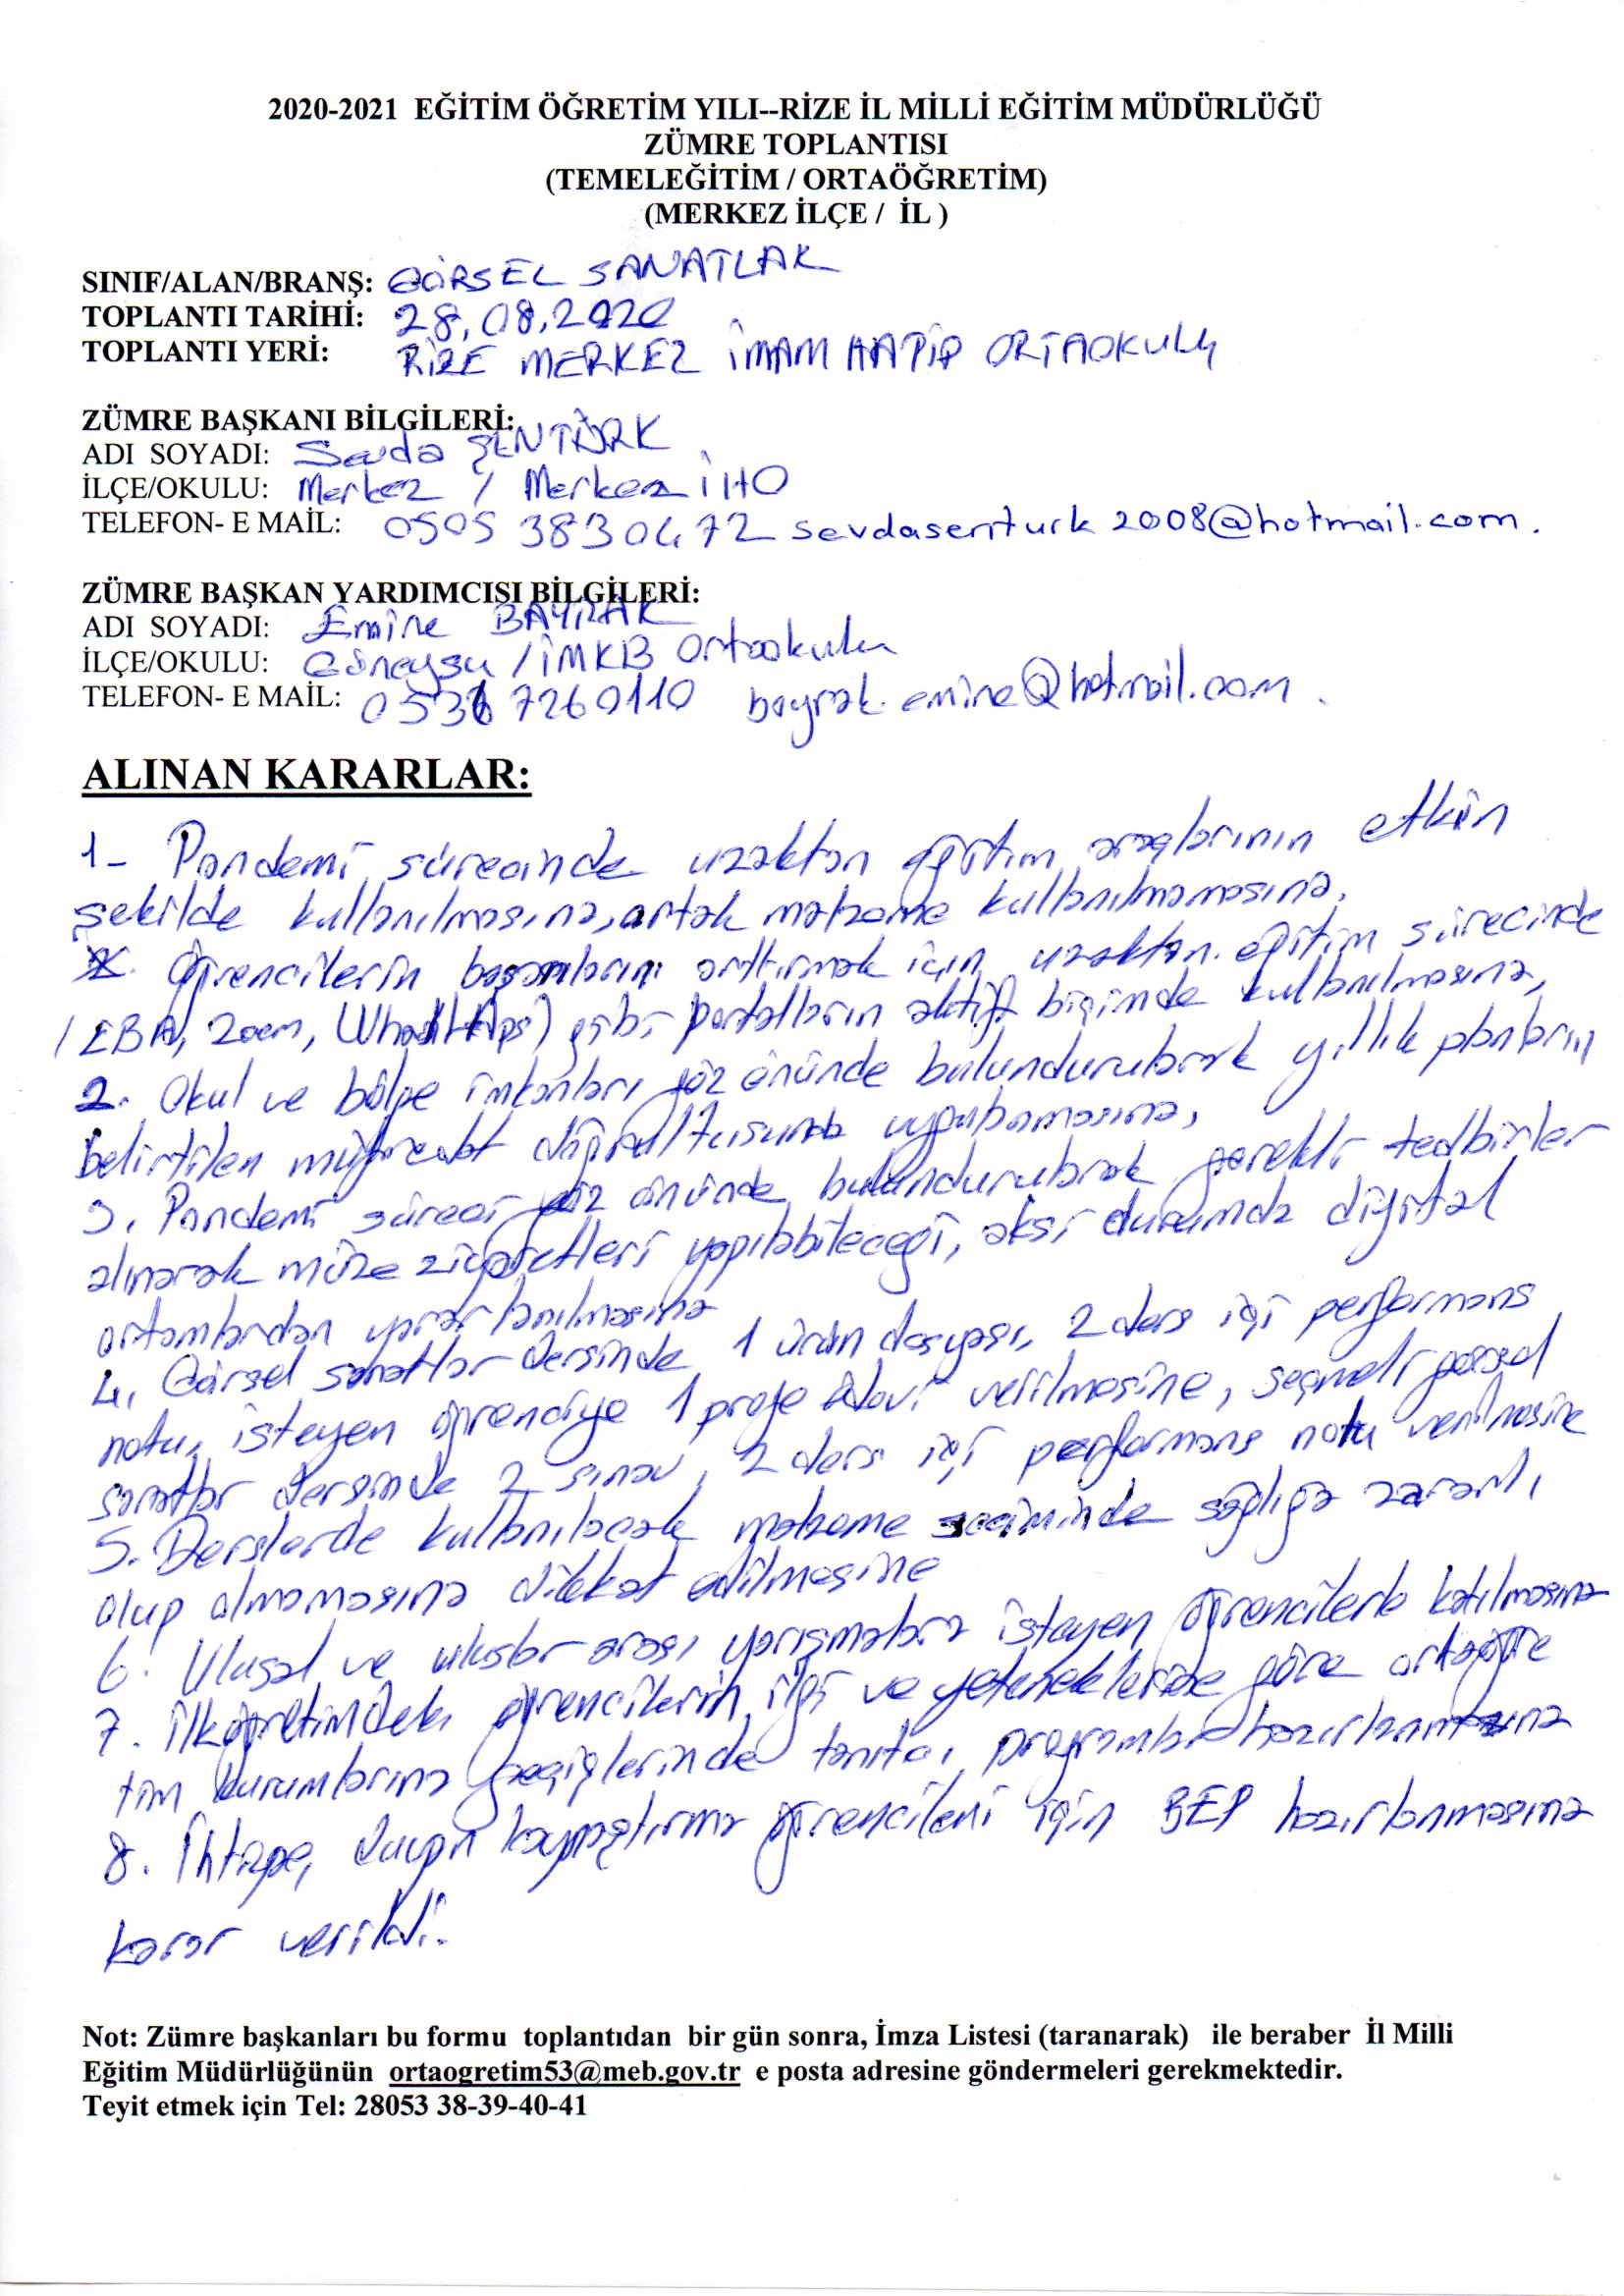 2020-2021 EĞİTİM ÖĞRETİM YILI--RİZE İL MİLLİ EĞİTİM MÜDÜRLÜĞÜ
ZÜMRE TOPLANTISI
(TEMELEĞİTİM / ORTAÖĞRETİM)
(MERKEZ İLÇE / İL )
SINIF/ALAN/BRANŞ: GÖRSEL SANATLAR
TOPLANTI TARİHİ: 28.08.2020
TOPLANTI YERİ: RİZE MERKEZ İMAM HATİP ORTAOKULU
ZÜMRE BAŞKANI BİLGİLERİ:
ADI SOYADI: Sevda ŞENTÜRK
İLÇE/OKULU: Merkez / Merkez İHO
TELEFON- E MAİL: 0505 3830472 sevdasenturk2008@hotmail.com.
ZÜMRE BAŞKAN YARDIMCISI BİLGİLERİ:
ADI SOYADI: Emine BAYRAK
İLÇE/OKULU: Güneysu / İMKB Ortaokulu
TELEFON- E MAİL: 7260110 bayrak.emine@hotmail.com.
ALINAN KARARLAR:
1- Pandemi sürecinde uzaktan eğitim araçlarının etkin
şekilde kullanılmasına, ortak malzeme kullanılmamasına,
öğrencilerin başarılarını arttırmak için uzaktan eğitim sürecinde
(EBA, Zoom, ) gibi portalların aktif biçimde kullanılmasına,
2. Okul ve bölge imkanları göz önünde bulundurularak yıllık planların
belirtilen müfredat doğrultusunda uygulanmasına,
3. Pandemi süreci göz önünde bulundurularak gerekli tedbirler
alınarak müze ziyaretleri yapılabileceği, aksi durumda digital
ortamlardan yararlanılmasına
4. Görsel sanatlar dersinde 1 ürün dosyası, 2 ders içi performans
notu, isteyen öğrenciye 1 proje ödevi verilmesine, seçmeli görsel
sanatlar dersinde 2 sınav, 2 ders içi performans notu verilmesine
5. Derslerde kullanılacak malzeme seçiminde sağlığa zararlı
olup olmamasına dikkat edilmesine
6. Ulusal ve uluslar arası yarışmalara isteyen öğrencilerle katılmasına
7. İlköğretimdeki öğrencilerin ilgi ve yeteneklerine göre ortaöğre
tim kurumlarına geçişlerinde tanıtıcı programlar hazırlanmasına
8. kaynaştırma öğrencileri için BEP hazırlanmasına
karar verildi.
Not: Zümre başkanları bu formu toplantıdan bir gün sonra, İmza Listesi (taranarak) ile beraber İl Milli
Eğitim Müdürlüğünün ortaogretim53@meb.gov.tr e posta adresine göndermeleri gerekmektedir.
Teyit etmek için Tel: 28053 38-39-40-41